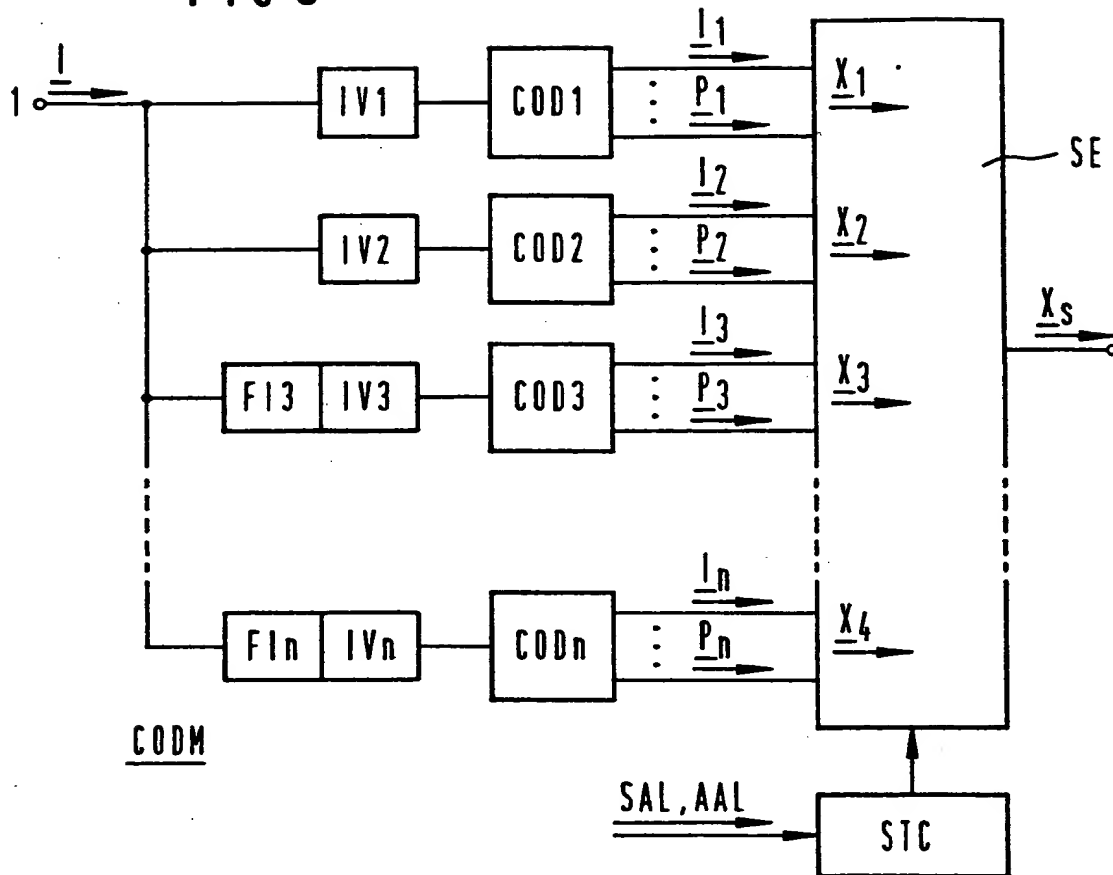 I1
1 I
IV1 COD1 P1 X1
SE
I2
IV2 COD2 P2 X2
I3
Xs
FI3 IV3 COD3 P3 X3
In
FIn IVn CODn Pn X4
CODM
SAL, AAL
STC